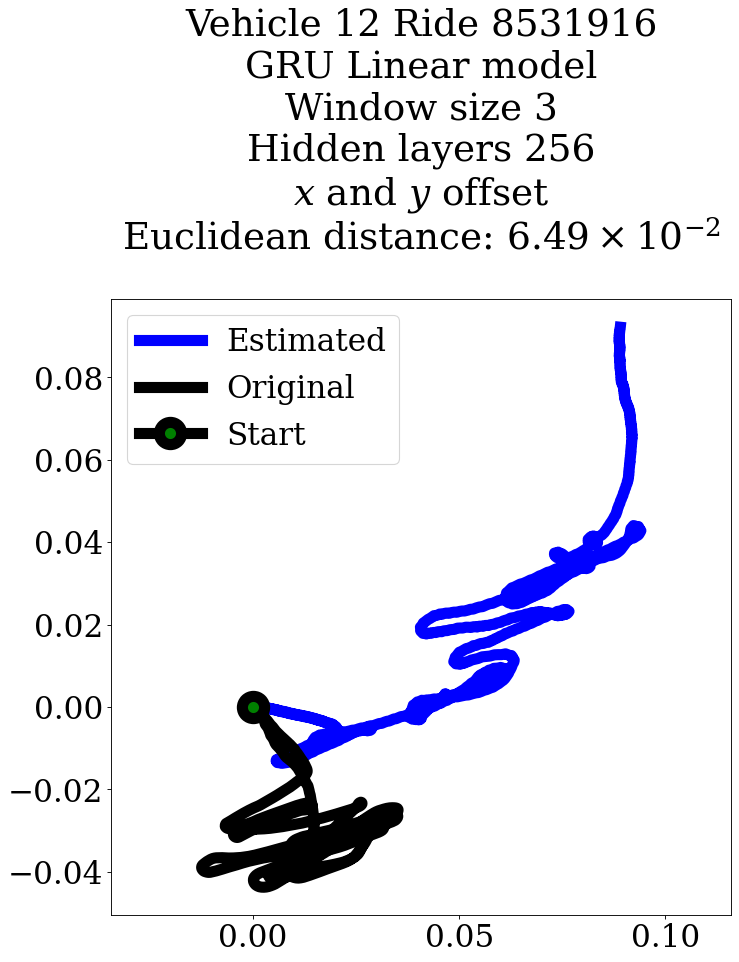 Vehicle 12 Ride 8531916
GRU Linear model
Window size 3
Hidden layers 256
x and y offset
Euclidean distance: 6.49 × 10⁻²
Estimated
Original
Start
0.08
0.06
0.04
0.02
0.00
−0.02
−0.04
0.00 0.05 0.10